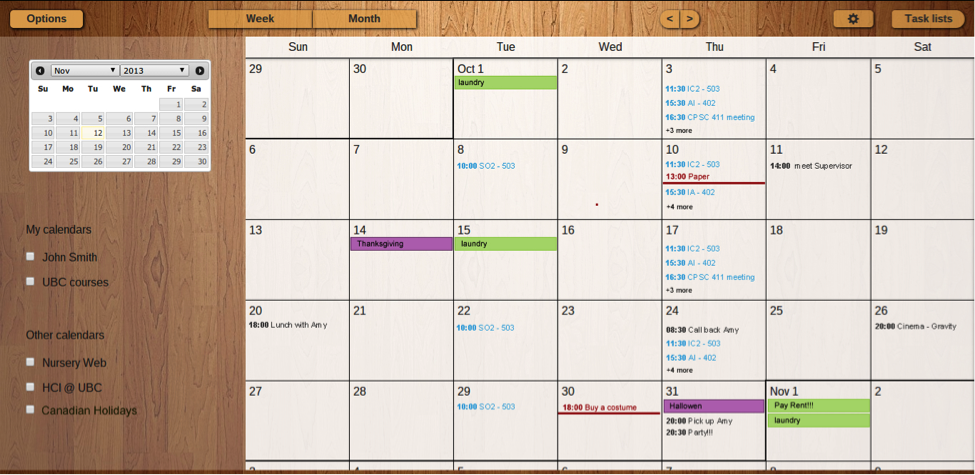 Options
Week Month
< >
Task lists
Nov 2013
Su Mo Tu We Th Fr Sa
1 2
3 4 5 6 7 8 9
10 11 12 13 14 15 16
17 18 19 20 21 22 23
24 25 26 27 28 29 30
My calendars
John Smith
UBC courses
Other calendars
Nursery Web
HCI @ UBC
Canadian Holidays
Sun Mon Tue Wed Thu Fri Sat
29 30 Oct 1 2 3 4 5
laundry
11:30 IC2 - 503
15:30 AI - 402
16:30 CPSC 411 meeting
+3 more
6 7 8 9 10 11 12
10:00 SO2 - 503
11:30 IC2 - 503
13:00 Paper
15:30 IA - 402
+4 more
14:00 meet Supervisor
13 14 15 16 17 18 19
Thanksgiving
laundry
11:30 IC2 - 503
15:30 AI - 402
16:30 CPSC 411 meeting
+3 more
20 21 22 23 24 25 26
18:00 Lunch with Amy
10:00 SO2 - 503
08:30 Call back Amy
11:30 IC2 - 503
15:30 AI - 402
+4 more
20:00 Cinema - Gravity
27 28 29 30 31 Nov 1 2
10:00 SO2 - 503
18:00 Buy a costume
Hallowen
20:00 Pick up Amy
20:30 Party!!!
Pay Rent!!!
laundry